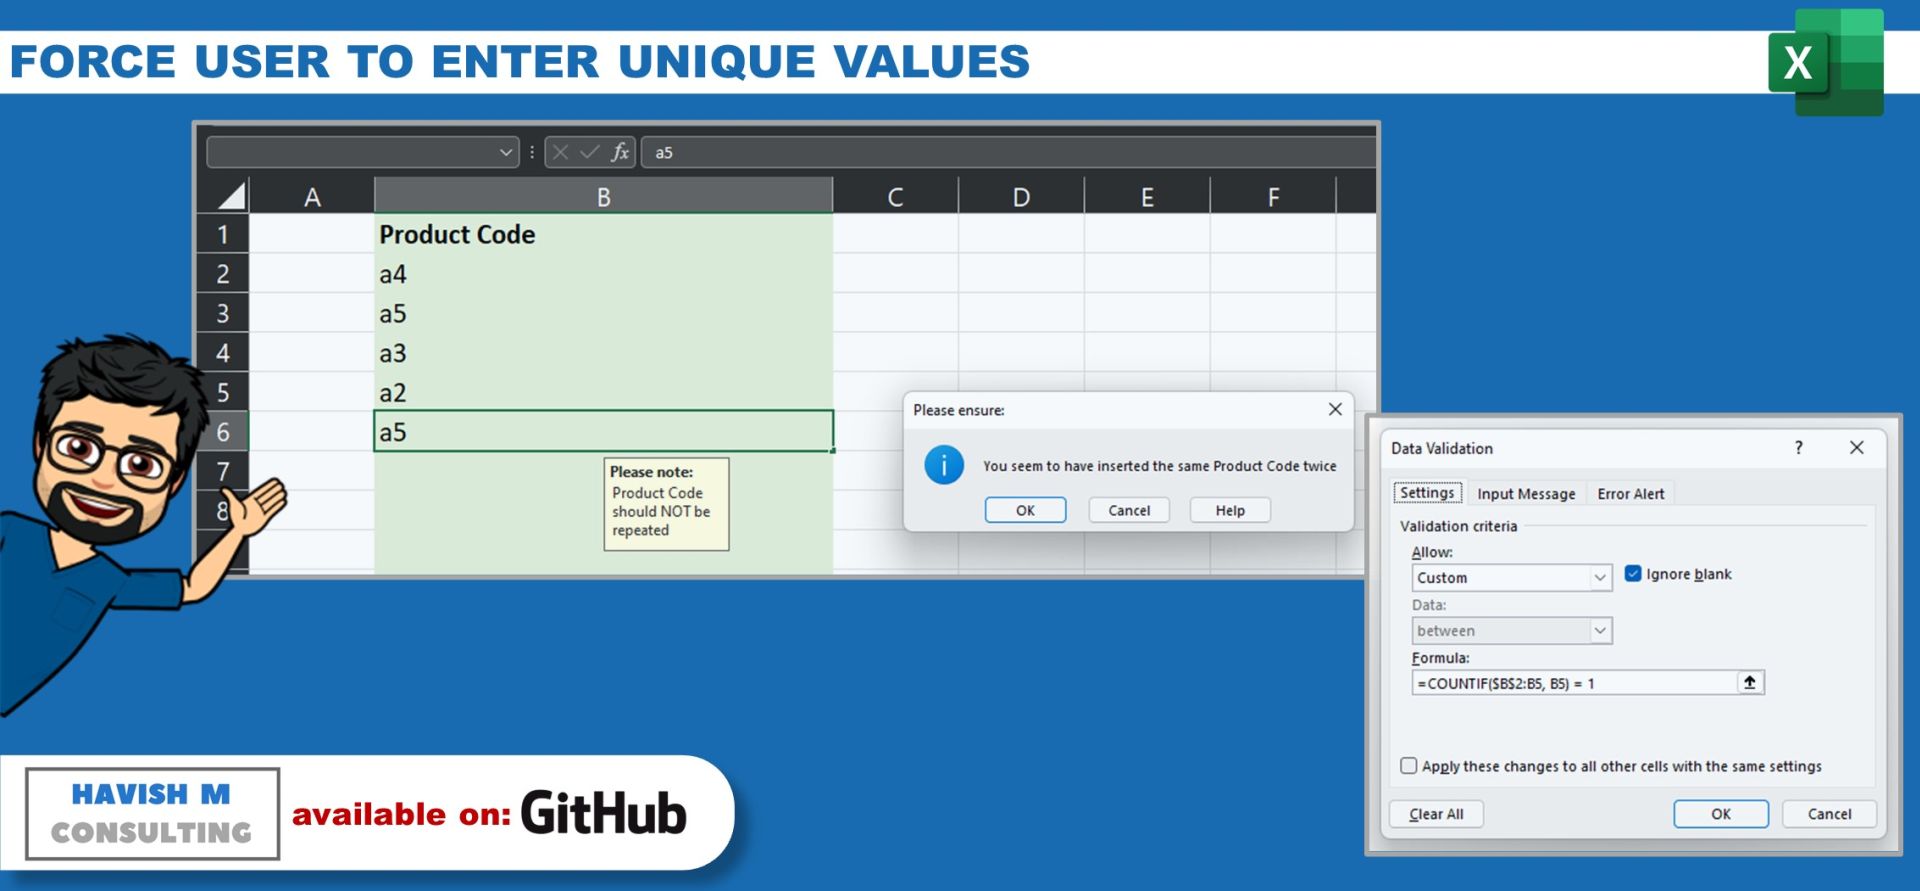 FORCE USER TO ENTER UNIQUE VALUES
X
fx a5
A B C D E F
1 Product Code
2 a4
3 a5
4 a3
5 a2
6 a5
7
8
Please note:
Product Code
should NOT be
repeated
Please ensure:
i You seem to have inserted the same Product Code twice
OK Cancel Help
Data Validation ?
Settings Input Message Error Alert
Validation criteria
Allow:
Custom Ignore blank
Data:
between
Formula:
=COUNTIF($B$2:B5, B5) = 1
Apply these changes to all other cells with the same settings
Clear All OK Cancel
HAVISH M
CONSULTING
available on: GitHub